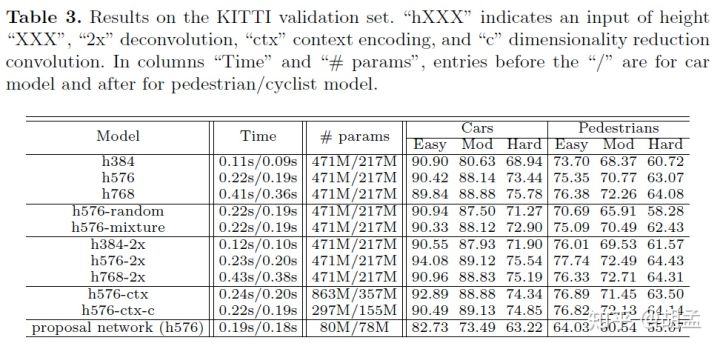 Table 3. Results on the KITTI validation set. “hXXX” indicates an input of height
“XXX”, “2x” deconvolution, “ctx” context encoding, and “c” dimensionality reduction
convolution. In columns “Time” and “# params”, entries before the “/” are for car
model and after for pedestrian/cyclist model.
Model Time # params Cars Pedestrians
Easy Mod Hard Easy Mod Hard
h384 0.11s/0.09s 471M/217M 90.90 80.63 68.94 73.70 68.37 60.72
h576 0.22s/0.19s 471M/217M 90.42 88.14 73.44 75.35 70.77 63.07
h768 0.41s/0.36s 471M/217M 89.84 88.88 75.78 76.38 72.26 64.08
h576-random 0.22s/0.19s 471M/217M 90.94 87.50 71.27 70.69 65.91 58.28
h576-mixture 0.22s/0.19s 471M/217M 90.33 88.12 72.90 75.09 70.49 62.43
h384-2x 0.12s/0.10s 471M/217M 90.55 87.93 71.90 76.01 69.53 61.57
h576-2x 0.23s/0.20s 471M/217M 94.08 89.12 75.54 77.74 72.49 64.43
h768-2x 0.43s/0.38s 471M/217M 90.96 88.83 75.19 76.33 72.71 64.31
h576-ctx 0.24s/0.20s 863M/357M 92.89 88.88 74.34 76.89 71.45 63.50
h576-ctx-c 0.22s/0.19s 297M/155M 90.49 89.13 74.85 76.82 72.13 64.14
proposal network (h576) 0.19s/0.18s 80M/78M 82.73 73.49 63.22 64.03 60.54 55.07